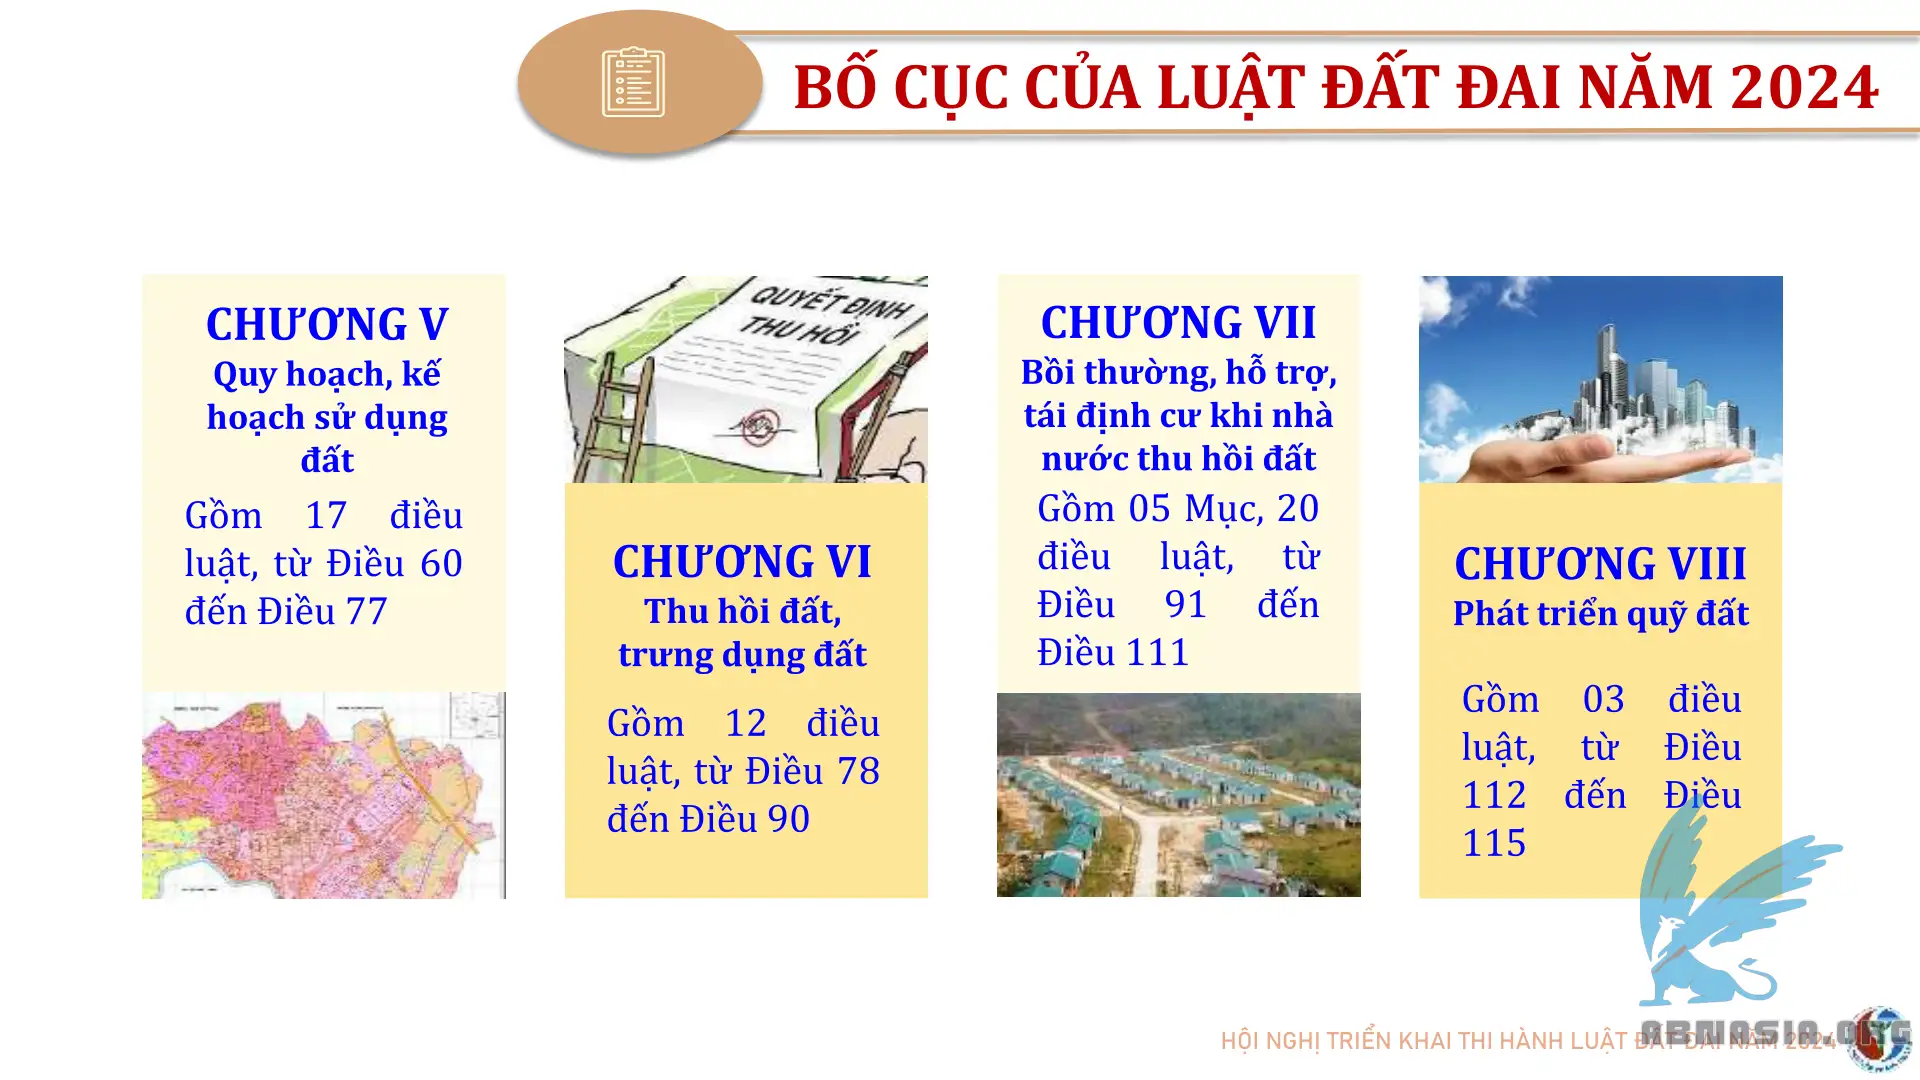 BỐ CỤC CỦA LUẬT ĐẤT ĐAI NĂM 2024
CHƯƠNG V
Quy hoạch, kế
hoạch sử dụng
đất
Gồm 17 điều
luật, từ Điều 60
đến Điều 77
QUYẾT ĐỊNH
THU HỒI
CHƯƠNG VI
Thu hồi đất,
trưng dụng đất
Gồm 12 điều
luật, từ Điều 78
đến Điều 90
CHƯƠNG VII
Bồi thường, hỗ trợ,
tái định cư khi nhà
nước thu hồi đất
Gồm 05 Mục, 20
điều luật, từ
Điều 91 đến
Điều 111
CHƯƠNG VIII
Phát triển quỹ đất
Gồm 03 điều
luật, từ Điều
112 đến Điều
115
HỘI NGHỊ TRIỂN KHAI THI HÀNH LUẬT ĐẤT ĐAI NĂM 2024
ABMASIA.ORG